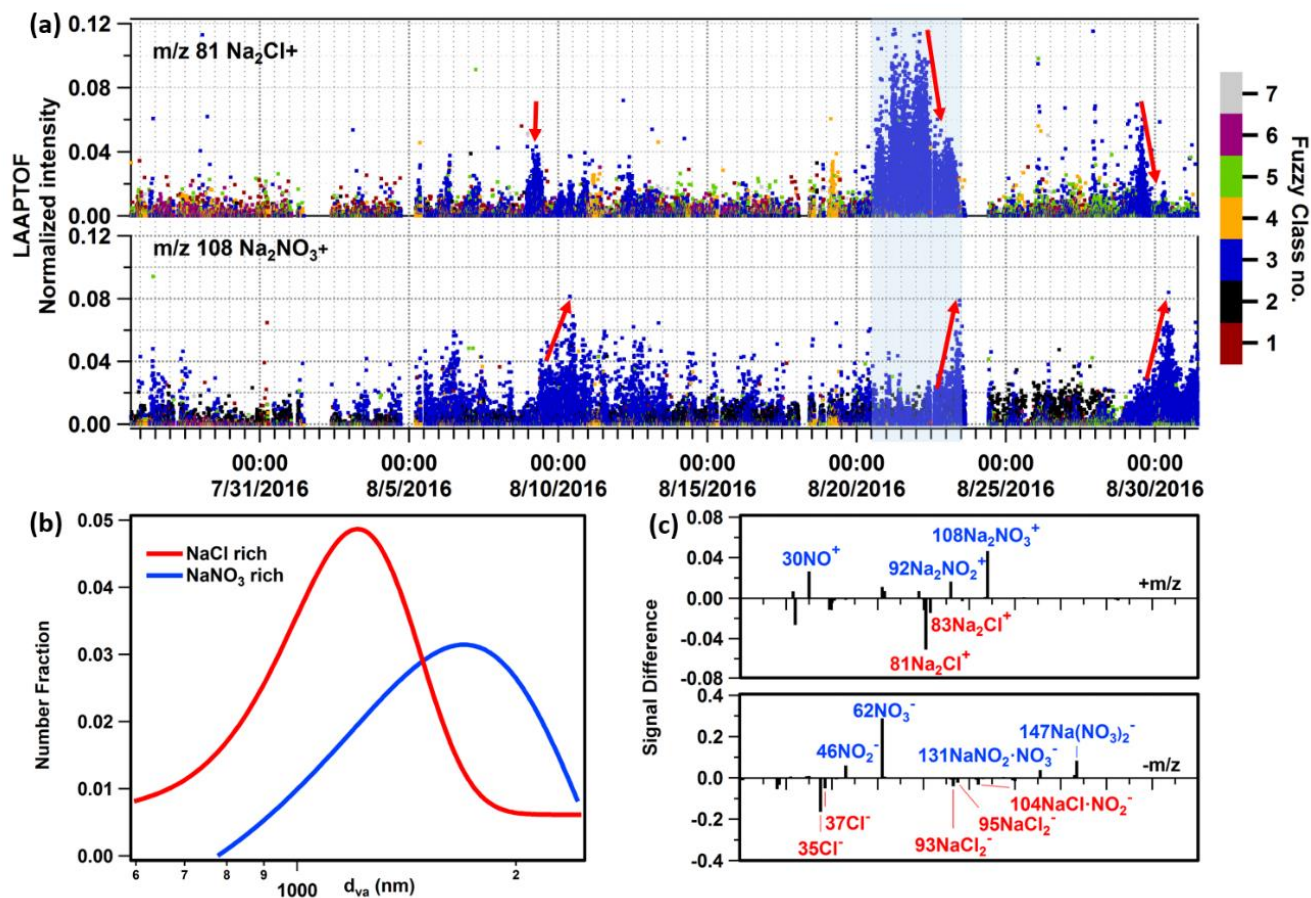 (a)
0.12
0.08
0.04
0.00
m/z 81 Na₂Cl+
LAAPTOF
Normalized intensity
0.12
0.08
0.04
0.00
m/z 108 Na₂NO₃+
00:00 00:00 00:00 00:00 00:00 00:00 00:00
7/31/2016 8/5/2016 8/10/2016 8/15/2016 8/20/2016 8/25/2016 8/30/2016
7
6
5
4
3
2
1
Fuzzy Class no.
(b)
0.05
0.04
0.03
0.02
0.01
0.00
Number Fraction
NaCl rich
NaNO₃ rich
6 7 8 9 1000 2
dva (nm)
(c)
0.08
0.04
0.00
-0.04
-0.08
Signal Difference
108Na₂NO₃⁺
30NO⁺
92Na₂NO₂⁺
+m/z
83Na₂Cl⁺
81Na₂Cl⁺
0.4
0.2
0.0
-0.2
-0.4
62NO₃⁻
147Na(NO₃)₂⁻
46NO₂⁻
131NaNO₂·NO₃⁻
-m/z
104NaCl·NO₂⁻
37Cl⁻
95NaCl₂⁻
35Cl⁻
93NaCl₂⁻